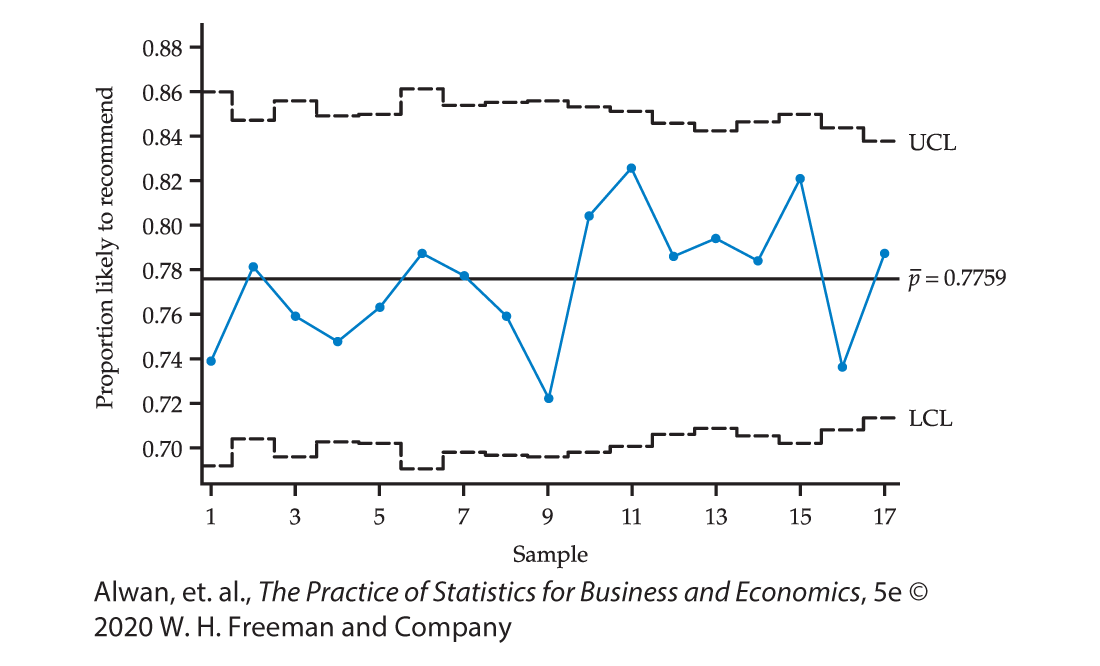 Proportion likely to recommend
0.88
0.86
0.84
0.82
0.80
0.78
0.76
0.74
0.72
0.70
UCL
p̅ = 0.7759
LCL
1 3 5 7 9 11 13 15 17
Sample
Alwan, et. al., The Practice of Statistics for Business and Economics, 5e ©
2020 W. H. Freeman and Company